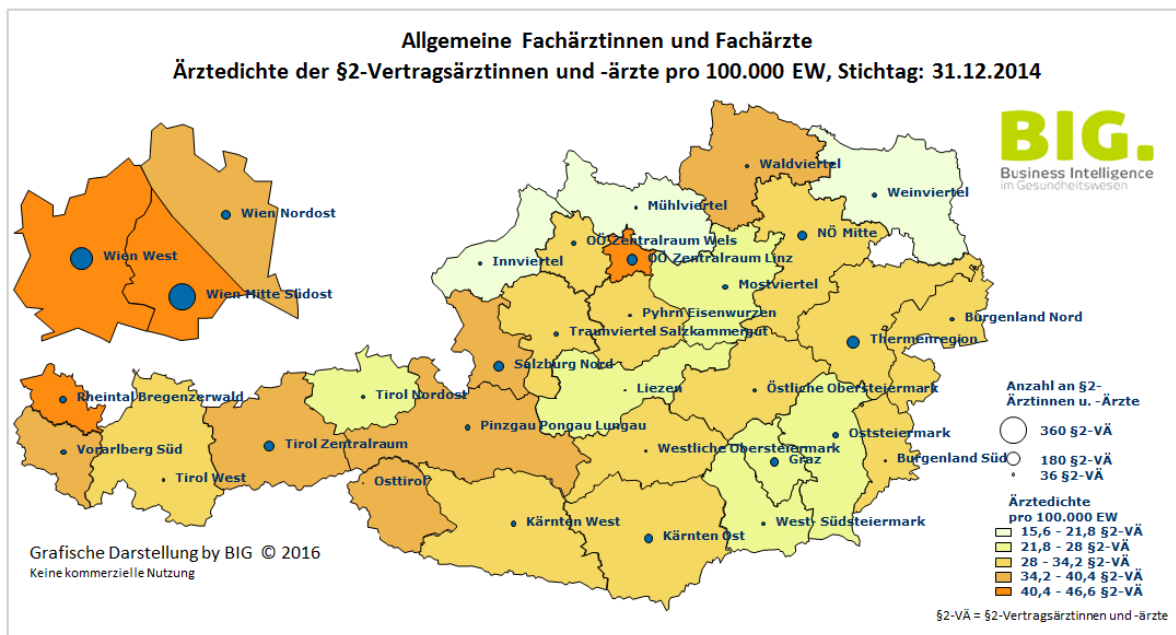 Allgemeine Fachärztinnen und Fachärzte
Ärztedichte der §2-Vertragsärztinnen und -ärzte pro 100.000 EW, Stichtag: 31.12.2014
BIG.
Business Intelligence
im Gesundheitswesen
Waldviertel
Weinviertel
Mühlviertel
Wien Nordost
NÖ Mitte
OÖ Zentralraum Wels
Wien West
OÖ Zentralraum Linz
Innviertel
Mostviertel
Wien Mitte Südost
Pyhrn Eisenwurzen
Burgenland Nord
Traunviertel Salzkammergut
Thermenregion
Salzburg Nord
Liezen
Östliche Obersteiermark
Rheintal Bregenzerwald
Tirol Nordost
Pinzgau Pongau Lungau
Oststeiermark
Tirol Zentralraum
Vorarlberg Süd
Westliche Obersteiermark
Graz
Burgenland Süd
Tirol West
Osttirol
Kärnten West
West- Südsteiermark
Kärnten Ost
Anzahl an §2-
Ärztinnen u. -Ärzte
360 §2-VÄ
180 §2-VÄ
36 §2-VÄ
Ärztedichte
pro 100.000 EW
15,6 - 21,8 §2-VÄ
21,8 - 28 §2-VÄ
28 - 34,2 §2-VÄ
34,2 - 40,4 §2-VÄ
40,4 - 46,6 §2-VÄ
Grafische Darstellung by BIG © 2016
Keine kommerzielle Nutzung
§2-VÄ = §2-Vertragsärztinnen und -ärzte